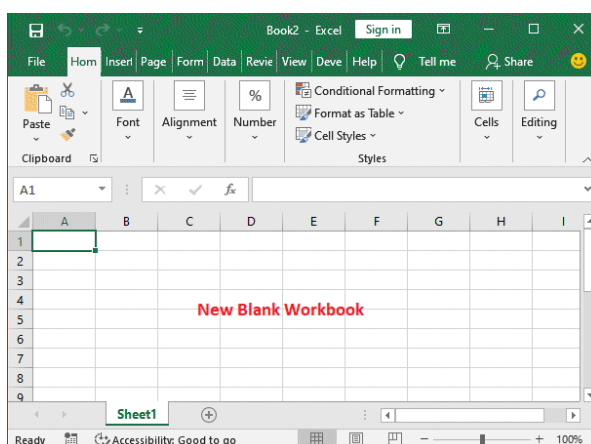 Book2 - Excel Sign in
File Hom Insert Page Form Data Revie View Deve Help Tell me Share
Paste
Clipboard
Font
Alignment
Number
Conditional Formatting
Format as Table
Cell Styles
Styles
Cells
Editing
A1 fx
A B C D E F G H I
1
2
3
4
5
6
7
8
9
New Blank Workbook
Sheet1
Ready Accessibility: Good to go 100%